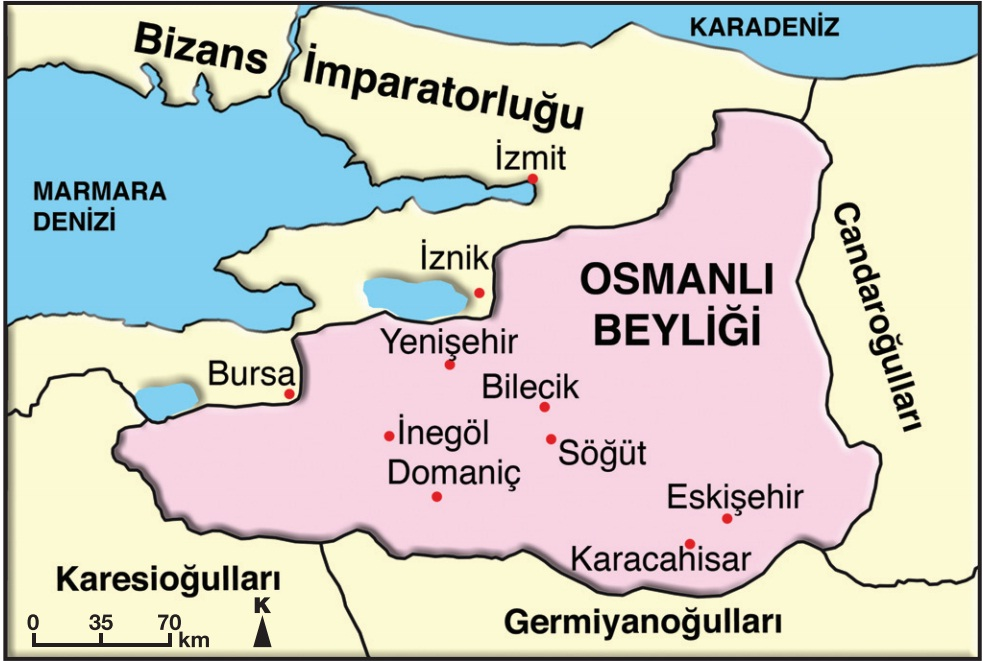 KARADENİZ
Bizans İmparatorluğu
İzmit
MARMARA
DENİZİ
Candaroğulları
İznik
OSMANLI
BEYLİĞİ
Yenişehir
Bursa
Bilecik
İnegöl
Söğüt
Domaniç
Eskişehir
Karacahisar
Karesioğulları
K
0 35 70
km
Germiyanoğulları